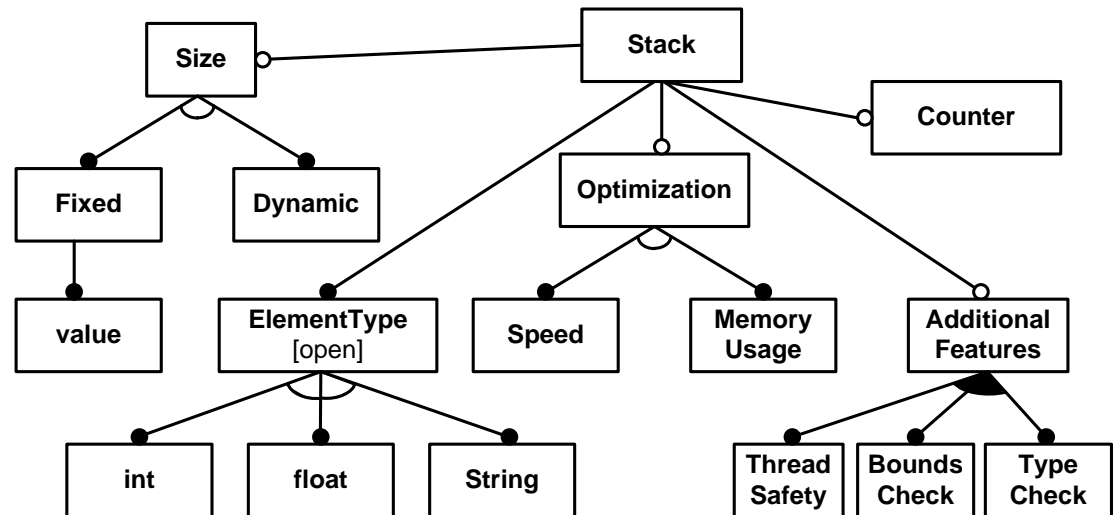 Stack
Size
Counter
Optimization
Fixed
Dynamic
value
ElementType
[open]
Speed
Memory
Usage
Additional
Features
int
float
String
Thread
Safety
Bounds
Check
Type
Check